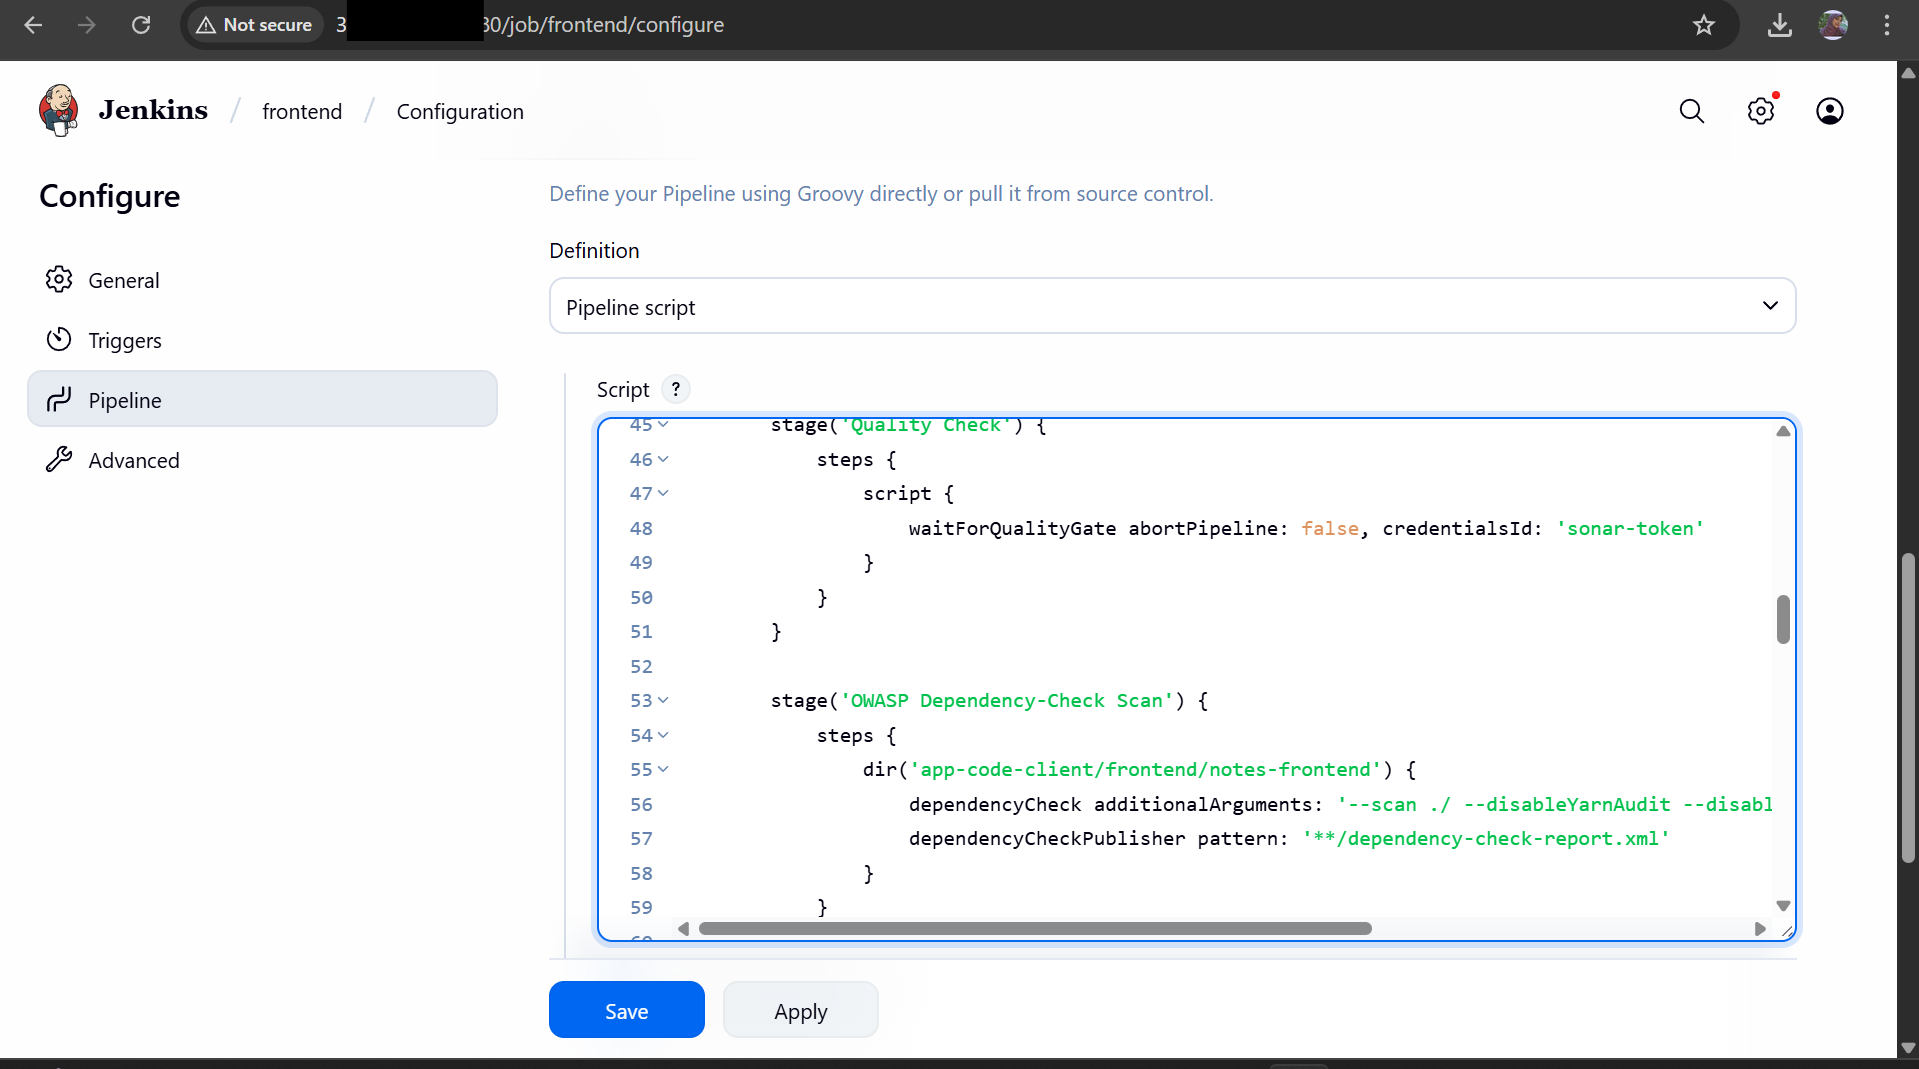 Not secure 3 30/job/frontend/configure
Jenkins / frontend / Configuration
Configure
General
Triggers
Pipeline
Advanced
Define your Pipeline using Groovy directly or pull it from source control.
Definition
Pipeline script
Script ?
45 stage('Quality Check') {
46 steps {
47 script {
48 waitForQualityGate abortPipeline: false, credentialsId: 'sonar-token'
49 }
50 }
51 }
52
53 stage('OWASP Dependency-Check Scan') {
54 steps {
55 dir('app-code-client/frontend/notes-frontend') {
56 dependencyCheck additionalArguments: '--scan ./ --disableYarnAudit --disabl
57 dependencyCheckPublisher pattern: '**/dependency-check-report.xml'
58 }
59 }
Save
Apply